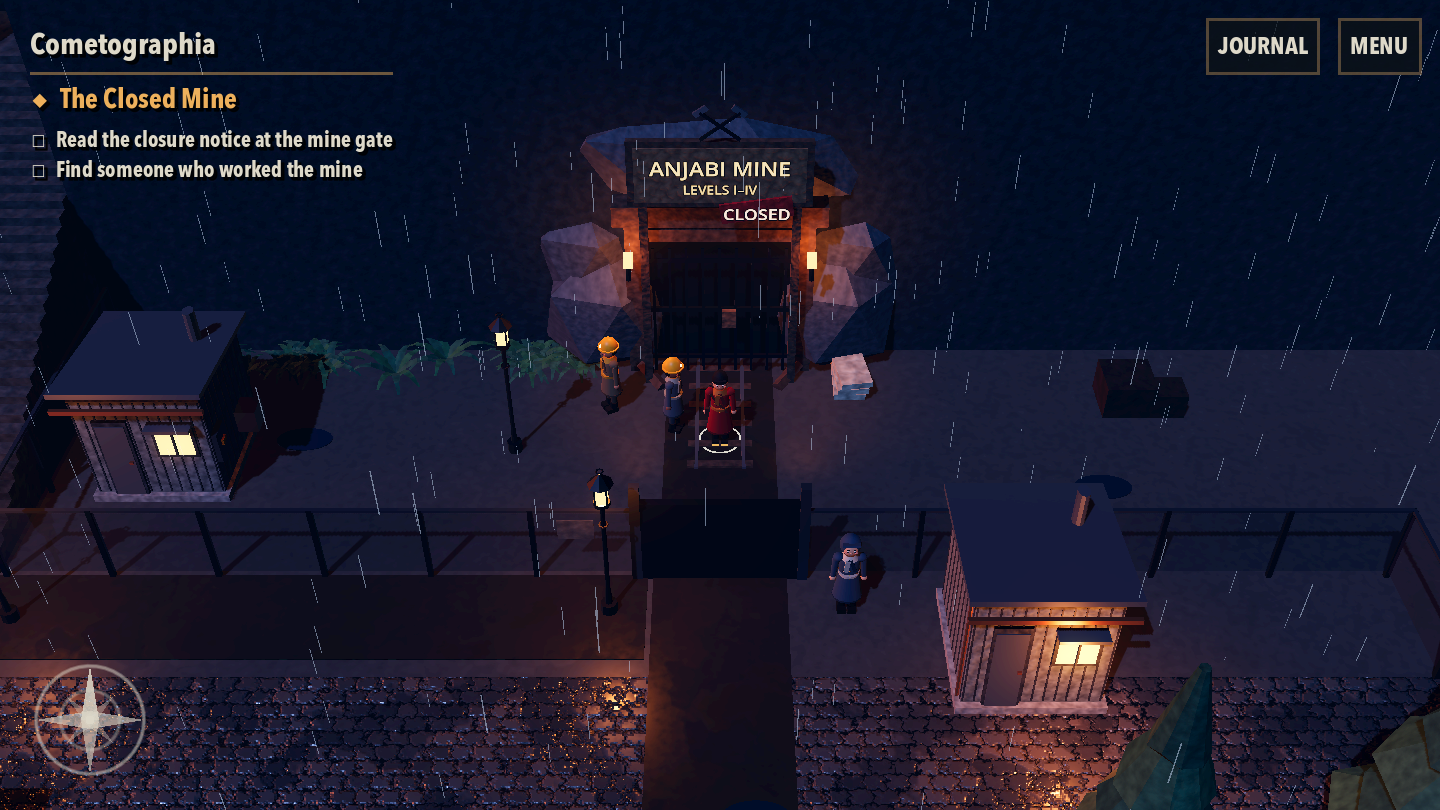 Cometographia
The Closed Mine
Read the closure notice at the mine gate
Find someone who worked the mine
JOURNAL
MENU
ANJABI MINE
LEVELS I–IV
CLOSED